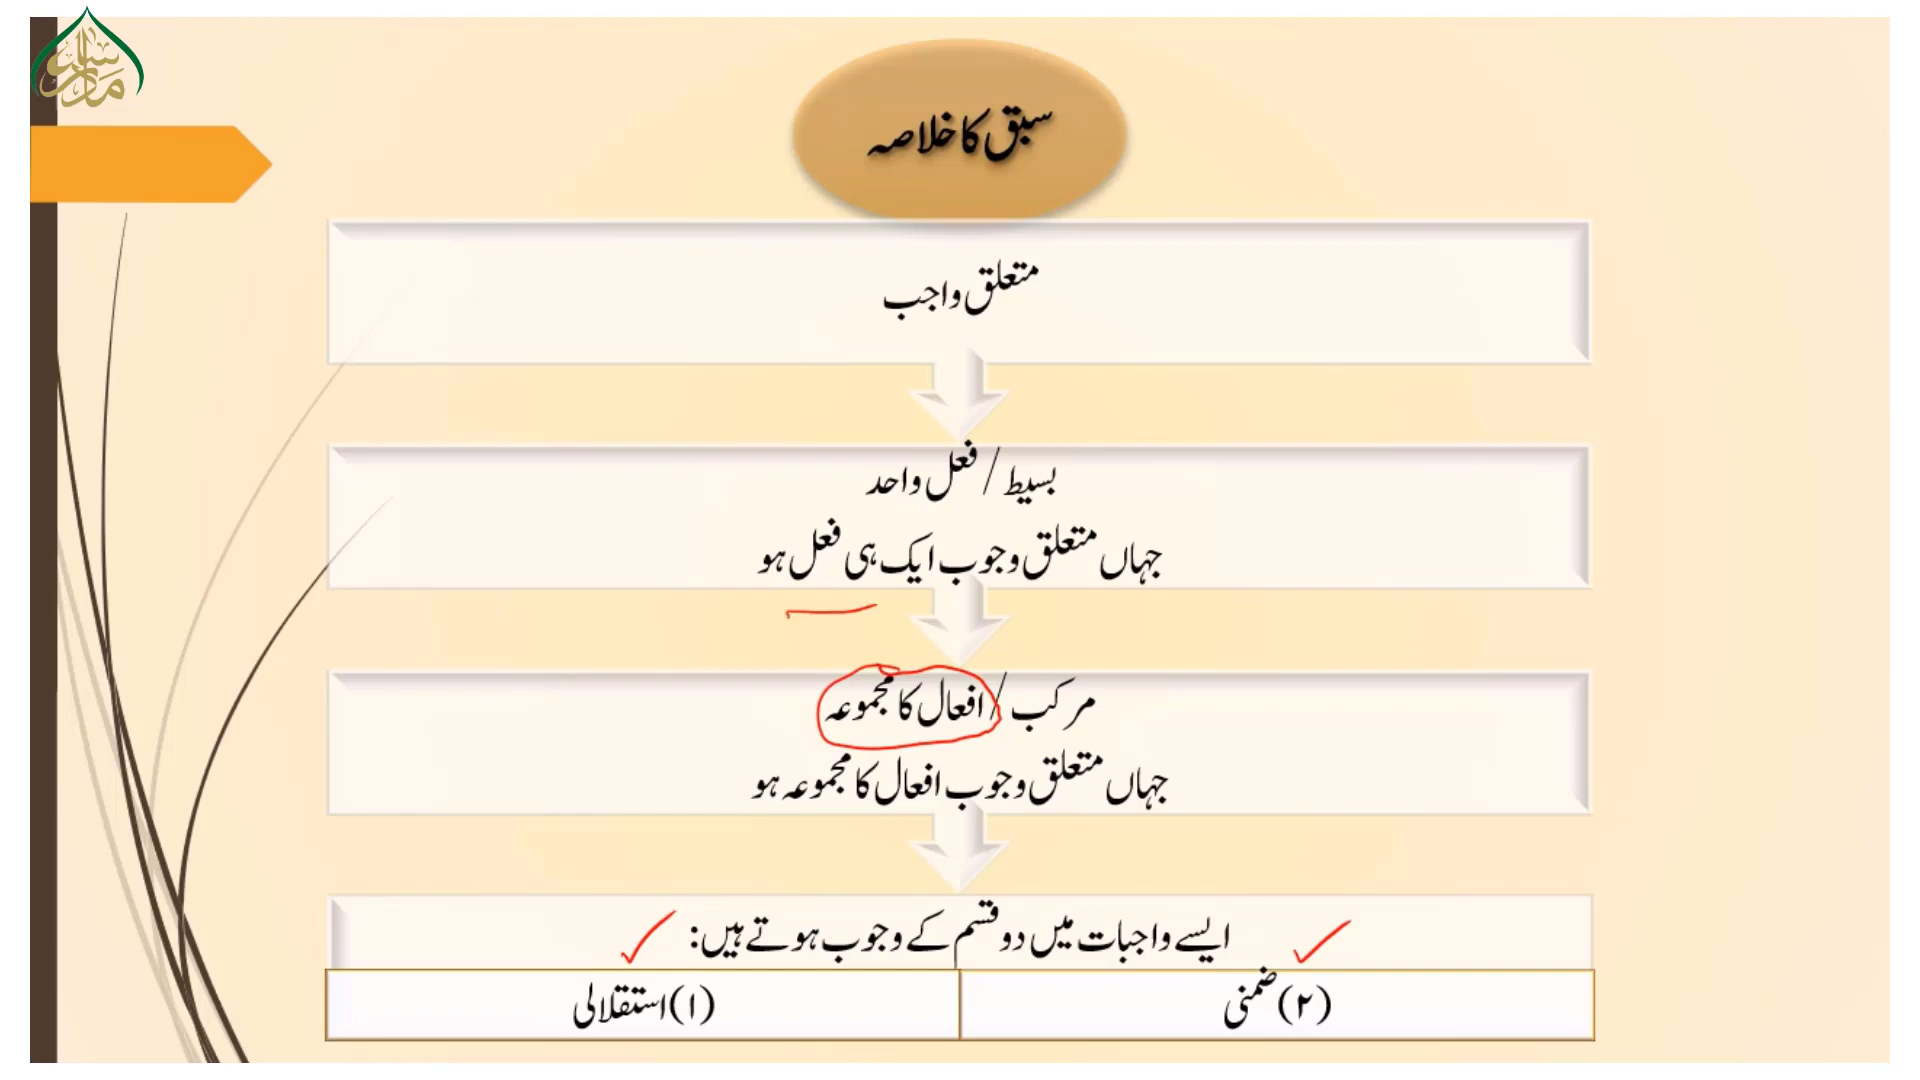 سبق کا خلاصہ
متعلق واجب
بسیط / فعل واحد
جہاں متعلق وجوب ایک ہی فعل ہو
مرکب / افعال کا مجموعہ
جہاں متعلق وجوب افعال کا مجموعہ ہو
ایسے واجبات میں دو قسم کے وجوب ہوتے ہیں:
(۲) ضمنی
(۱) استقلالی